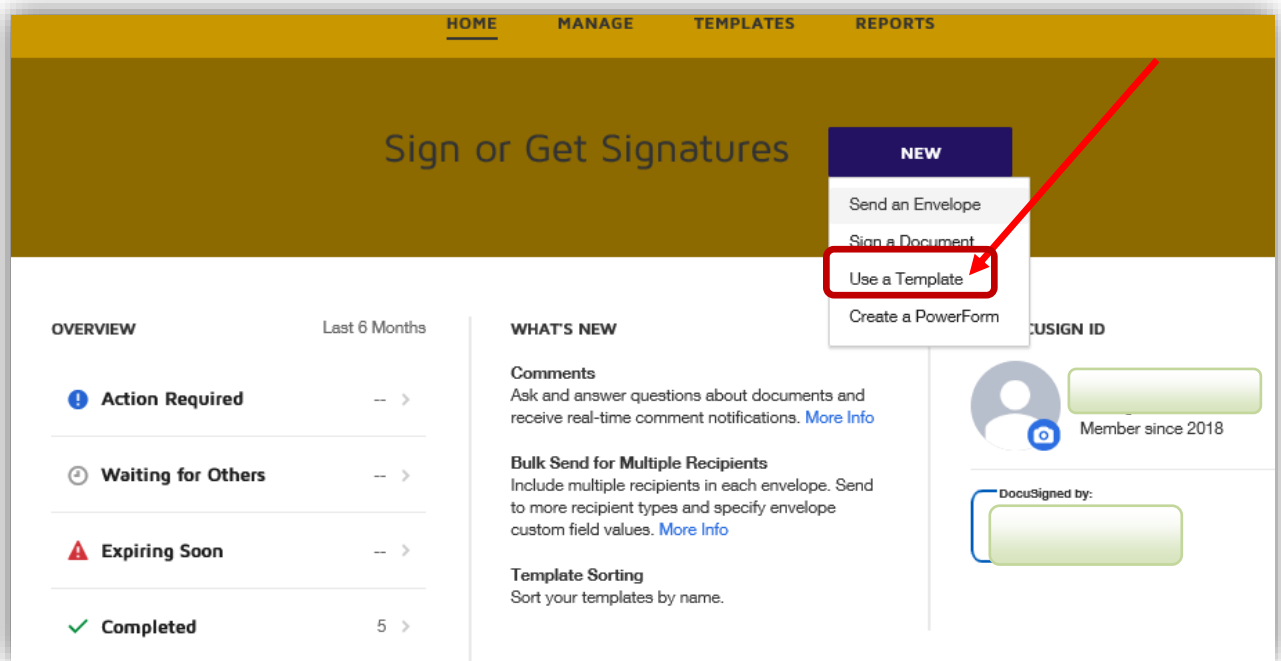 HOME MANAGE TEMPLATES REPORTS
Sign or Get Signatures
NEW
Send an Envelope
Sign a Document
Use a Template
Create a PowerForm
OVERVIEW Last 6 Months
Action Required -- >
Waiting for Others -- >
Expiring Soon -- >
Completed 5 >
WHAT'S NEW
Comments
Ask and answer questions about documents and
receive real-time comment notifications. More Info
Bulk Send for Multiple Recipients
Include multiple recipients in each envelope. Send
to more recipient types and specify envelope
custom field values. More Info
Template Sorting
Sort your templates by name.
CUSIGN ID
Member since 2018
DocuSigned by: